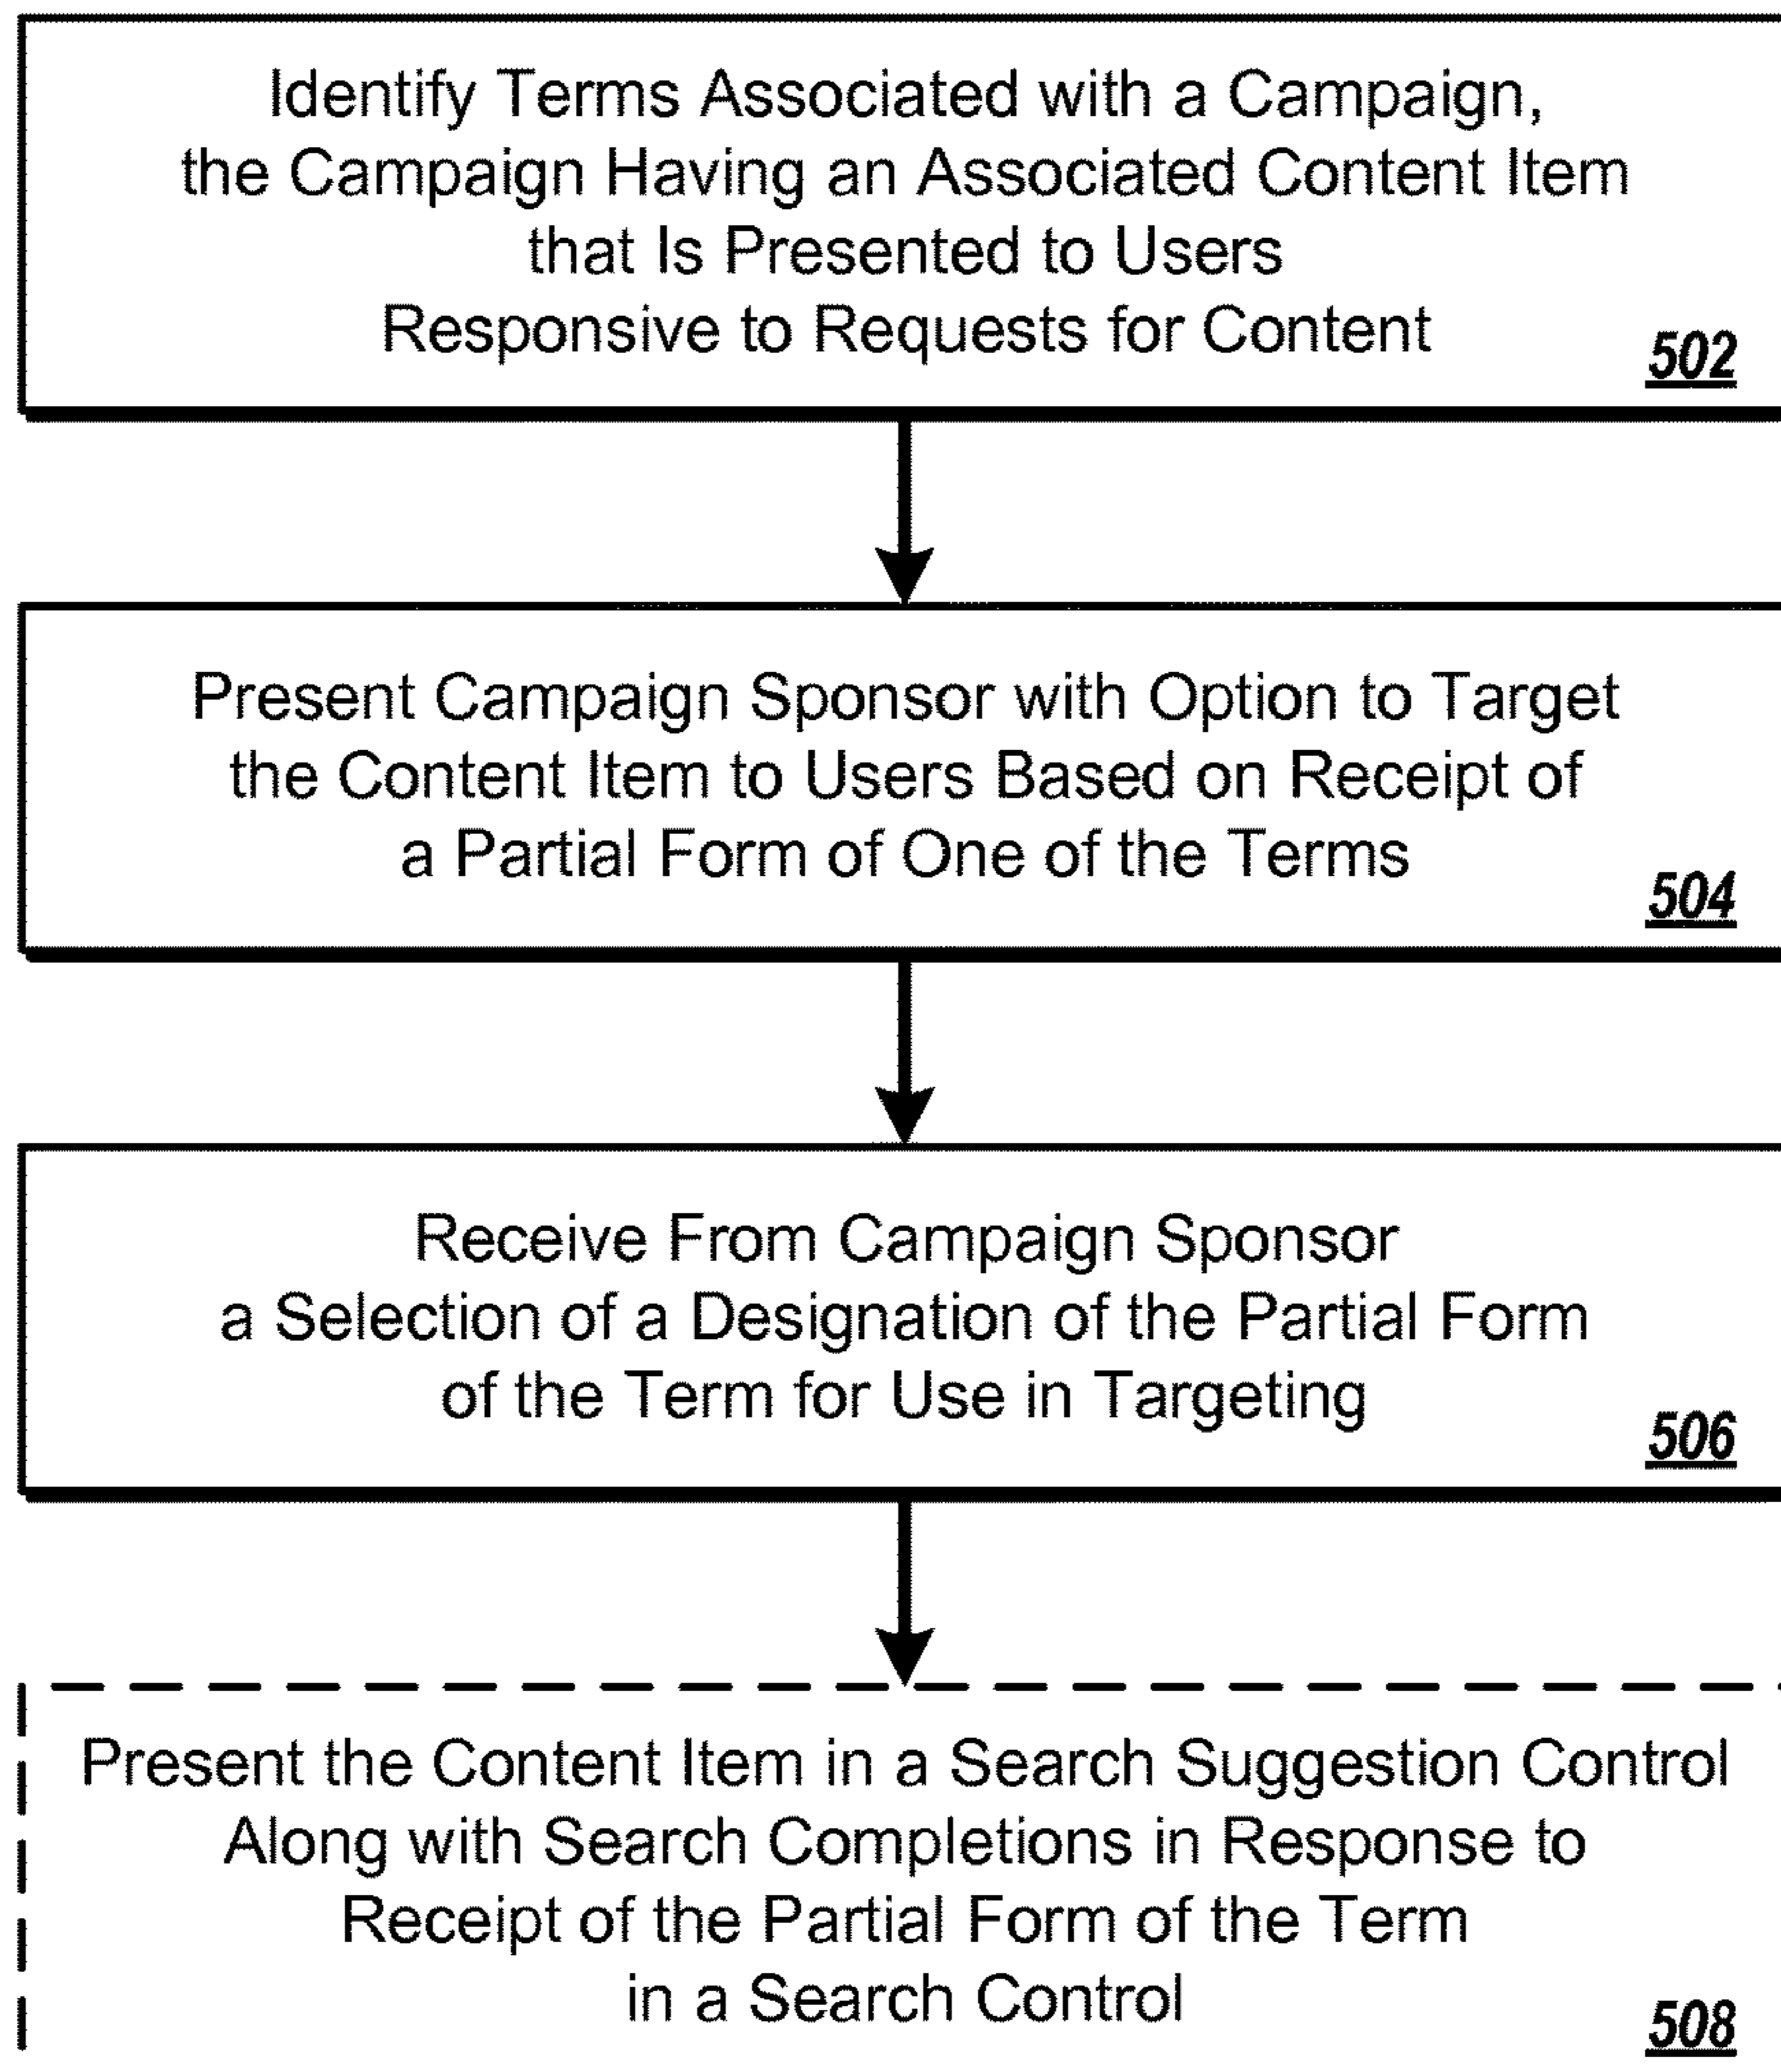 Identify Terms Associated with a Campaign,
the Campaign Having an Associated Content Item
that Is Presented to Users
Responsive to Requests for Content
502
Present Campaign Sponsor with Option to Target
the Content Item to Users Based on Receipt of
a Partial Form of One of the Terms
504
Receive From Campaign Sponsor
a Selection of a Designation of the Partial Form
of the Term for Use in Targeting
506
Present the Content Item in a Search Suggestion Control
Along with Search Completions in Response to
Receipt of the Partial Form of the Term
in a Search Control
508